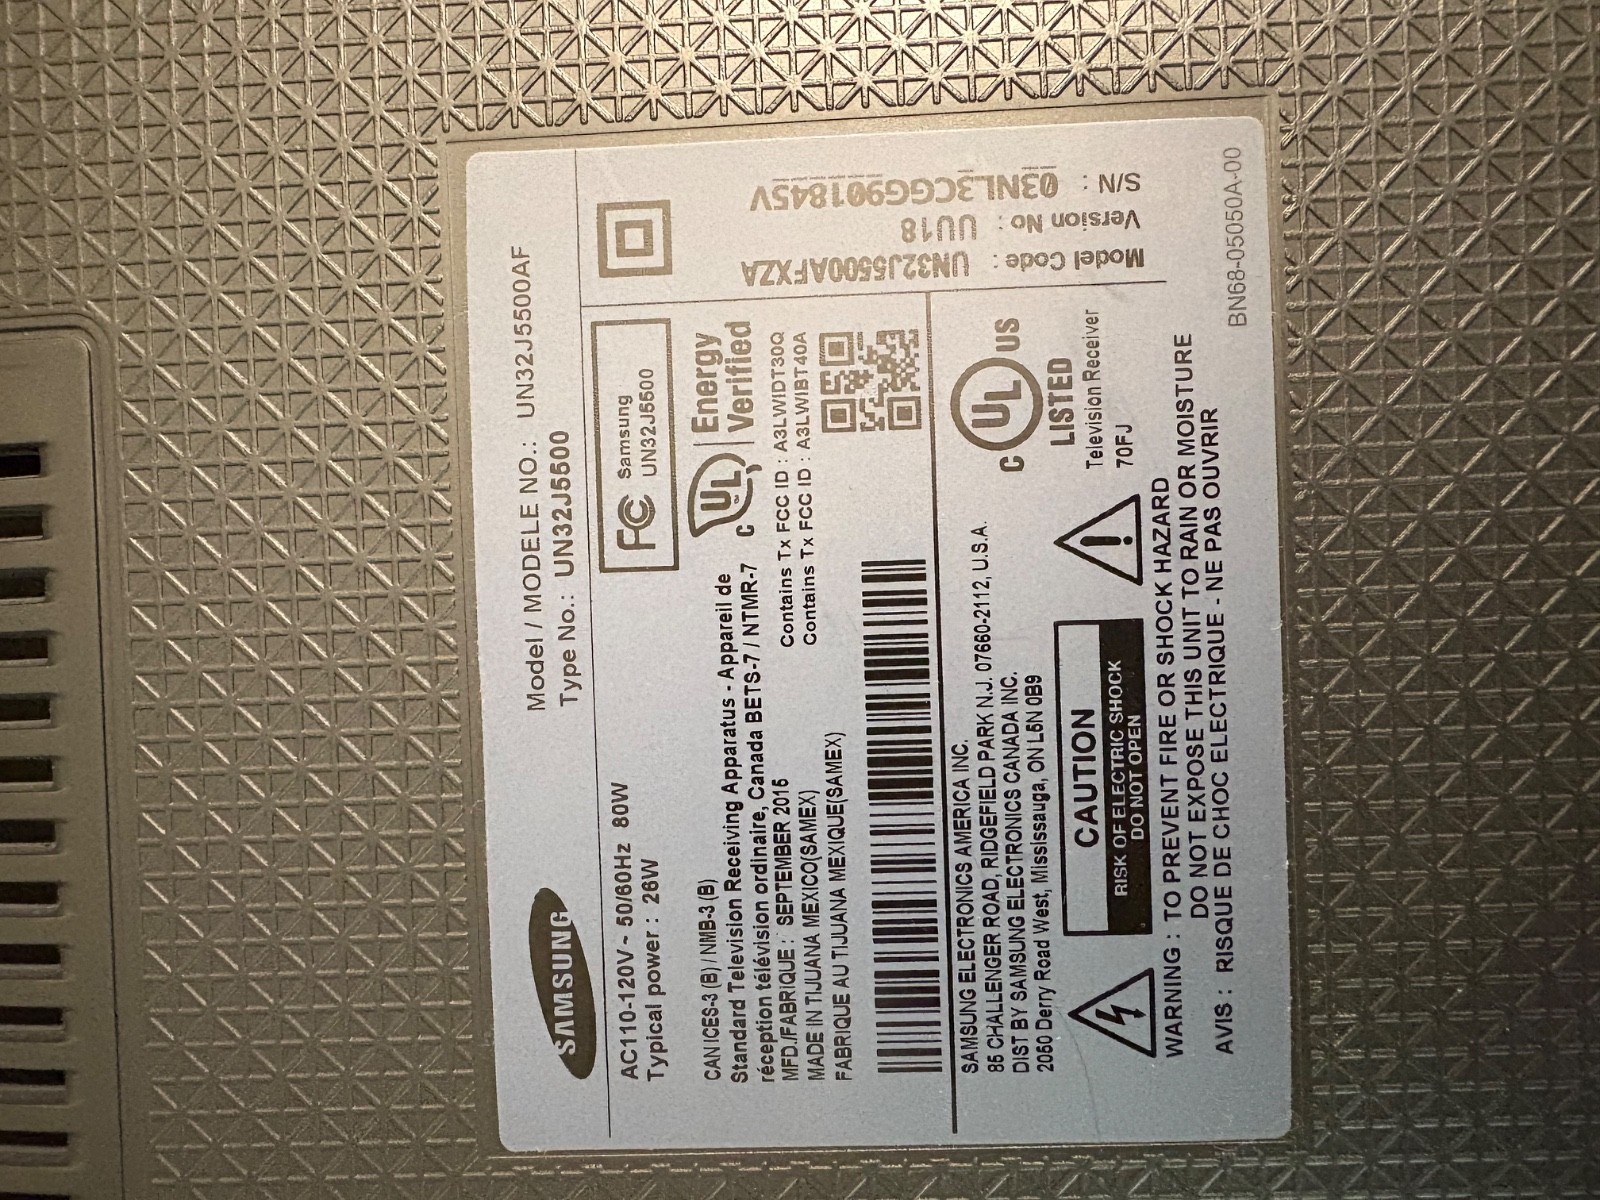 SAMSUNG
Model / MODELE NO.: UN32J5500AF
Type No.: UN32J5500
AC110-120V ~ 50/60Hz 80W
Typical power : 26W
FC Samsung
UN32J5500
CAN ICES-3 (B) / NMB-3 (B)
Standard Television Receiving Apparatus - Appareil de
réception télévision ordinaire, Canada BETS-7 / NTMR-7
MFD./FABRIQUE : SEPTEMBER 2015
MADE IN TIJUANA MEXICO(SAMEX)
FABRIQUE AU TIJUANA MEXIQUE(SAMEX)
C UL Energy
Verified
Contains Tx FCC ID : A3LWIDT30Q
Contains Tx FCC ID : A3LWIBT40A
SAMSUNG ELECTRONICS AMERICA INC.
85 CHALLENGER ROAD, RIDGEFIELD PARK N.J. 07660-2112, U.S.A.
DIST BY SAMSUNG ELECTRONICS CANADA INC.
2050 Derry Road West, Mississauga, ON L5N 0B9
C UL US
LISTED
Television Receiver
70FJ
CAUTION
RISK OF ELECTRIC SHOCK
DO NOT OPEN
WARNING : TO PREVENT FIRE OR SHOCK HAZARD
DO NOT EXPOSE THIS UNIT TO RAIN OR MOISTURE
AVIS : RISQUE DE CHOC ELECTRIQUE - NE PAS OUVRIR
Model Code : UN32J5500AFXZA
Version No : UU18
S/N : 03NL3CGG901845V
BN68-05050A-00